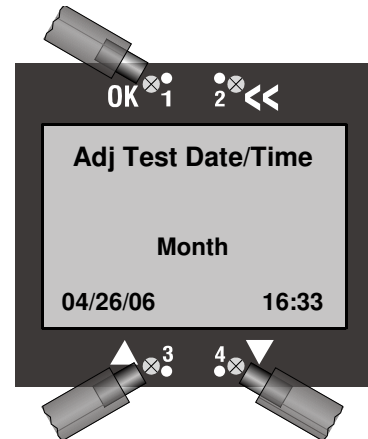 OK 1 2 <<
Adj Test Date/Time
Month
04/26/06 16:33
3 4